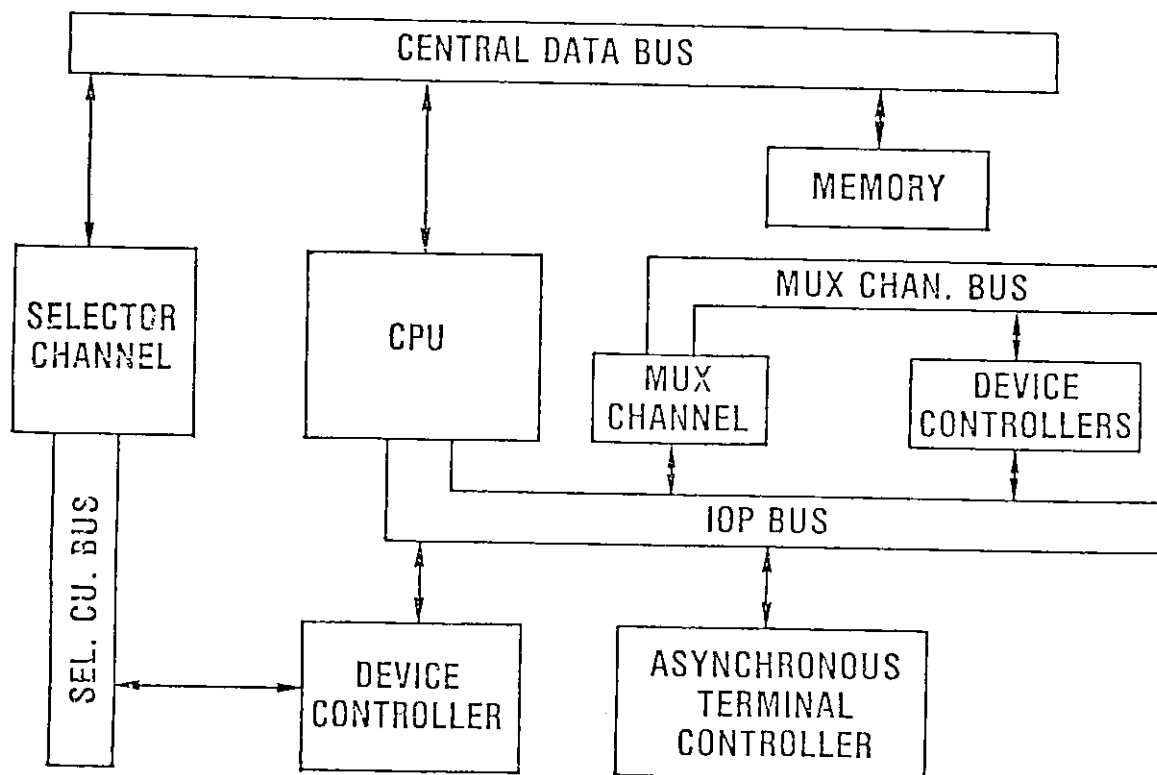 CENTRAL DATA BUS
MEMORY
SELECTOR
CHANNEL
CPU
MUX CHAN. BUS
MUX
CHANNEL
DEVICE
CONTROLLERS
IOP BUS
SEL. CU. BUS
DEVICE
CONTROLLER
ASYNCHRONOUS
TERMINAL
CONTROLLER